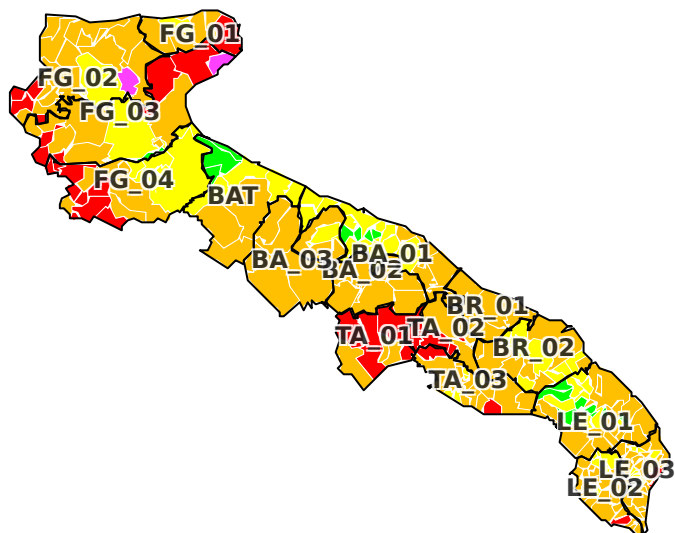 FG_01
FG_02
FG_03
FG_04
BAT
BA_01
BA_03
BA_02
BR_01
TA_02
TA_01
BR_02
TA_03
LE_01
LE_03
LE_02